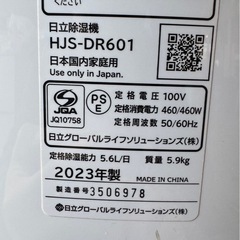 ください
日立除湿機
HJS-DR601
日本国内家庭用
Use only in Japan
JQA
JQ10758
PSE
定格電圧 100V
定格消費電力 460/460W
定格周波数 50/60Hz
日立グローバルライフソリューションズ(株)
定格除湿能力 5.6L/日 質量 5.9kg
2023年製 MADE IN CHINA
製造番号 3506978
日立グローバルライフソリューションズ(株)